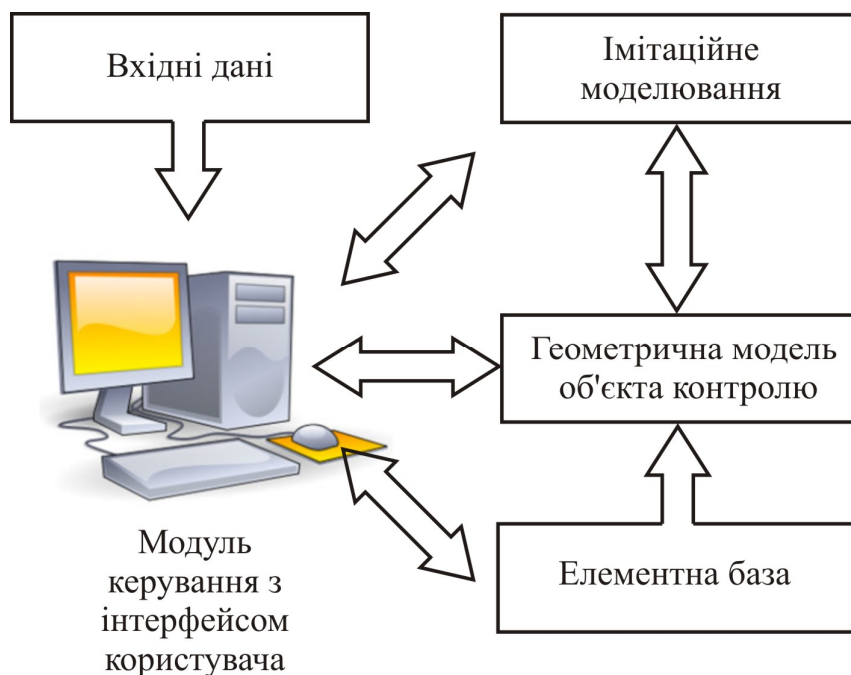 Вхідні дані
Імітаційне
моделювання
Геометрична модель
об'єкта контролю
Елементна база
Модуль
керування з
інтерфейсом
користувача